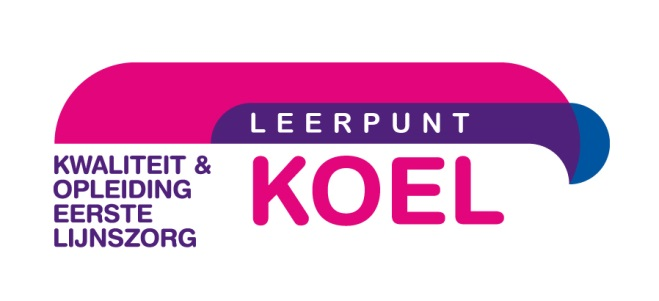 LEERPUNT
KOEL
KWALITEIT &
OPLEIDING
EERSTE
LIJNSZORG